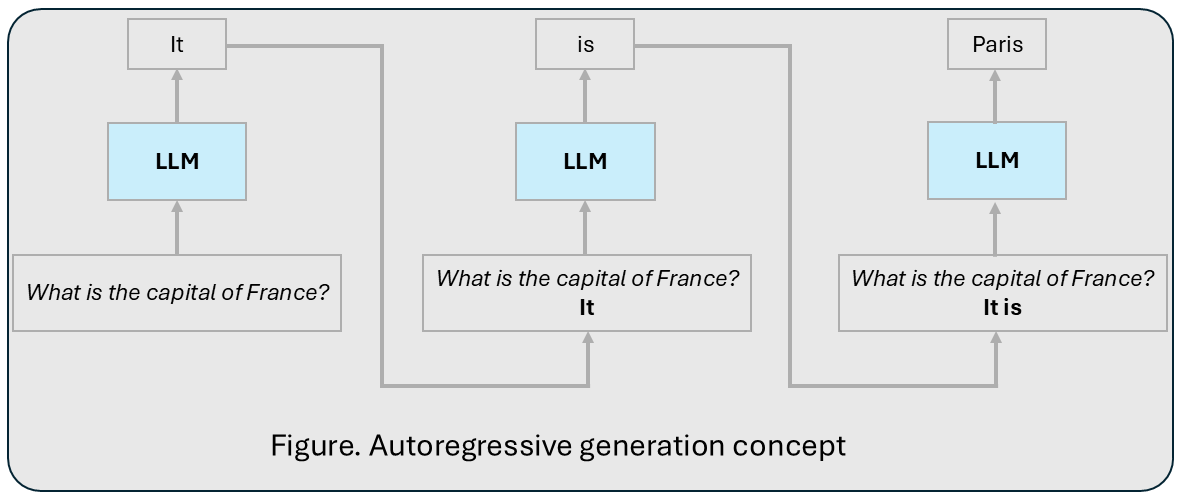 It
is
Paris
LLM
LLM
LLM
What is the capital of France?
What is the capital of France?
It
What is the capital of France?
It is
Figure. Autoregressive generation concept